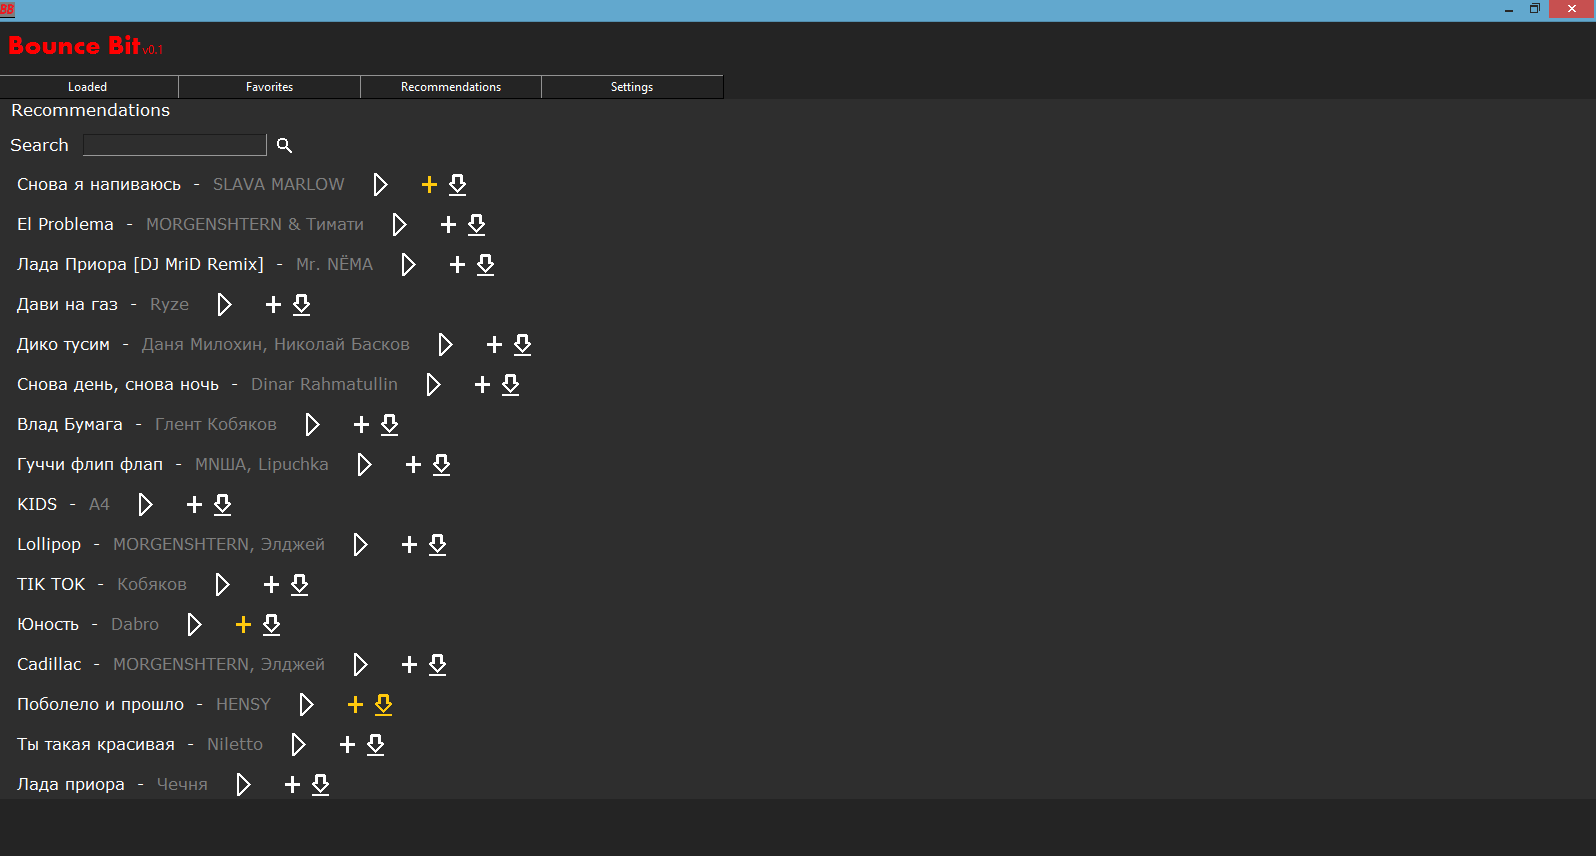 BB
Bounce Bit v0.1
Loaded Favorites Recommendations Settings
Recommendations
Search
Снова я напиваюсь - SLAVA MARLOW
El Problema - MORGENSHTERN & Тимати
Лада Приора [DJ MriD Remix] - Mr. NЁMA
Дави на газ - Ryze
Дико тусим - Даня Милохин, Николай Басков
Снова день, снова ночь - Dinar Rahmatullin
Влад Бумага - Глент Кобяков
Гуччи флип флап - MNША, Lipuchka
KIDS - A4
Lollipop - MORGENSHTERN, Элджей
TIK TOK - Кобяков
Юность - Dabro
Cadillac - MORGENSHTERN, Элджей
Поболело и прошло - HENSY
Ты такая красивая - Niletto
Лада приора - Чечня